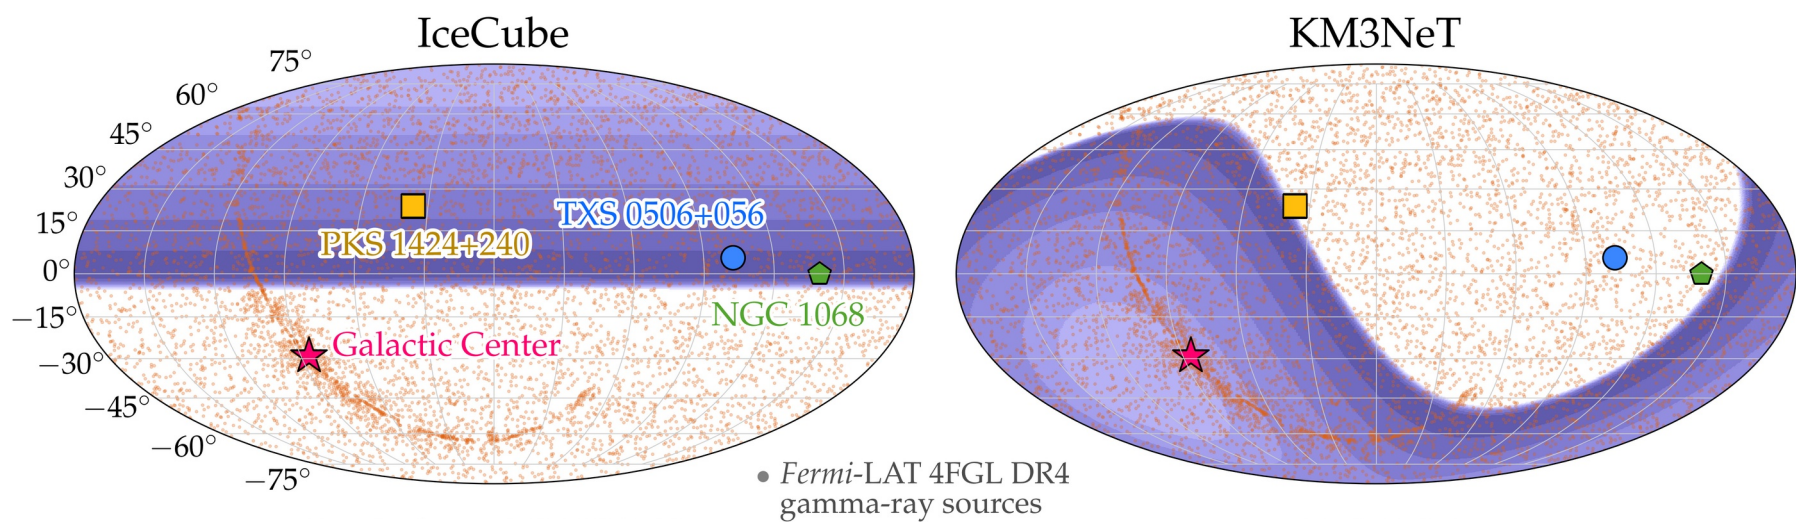 IceCube
KM3NeT
75°
60°
45°
30°
15°
0°
−15°
−30°
−45°
−60°
−75°
TXS 0506+056
PKS 1424+240
NGC 1068
Galactic Center
Fermi-LAT 4FGL DR4
gamma-ray sources